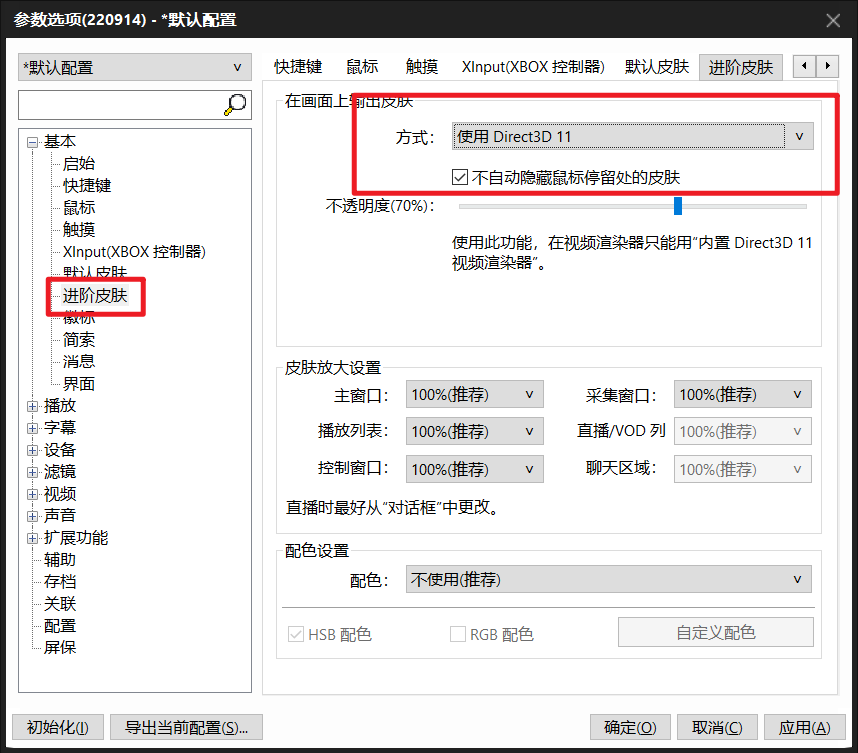 参数选项(220914) - *默认配置
*默认配置
基本
启始
快捷键
鼠标
触摸
XInput(XBOX 控制器)
默认皮肤
进阶皮肤
徽标
简索
消息
界面
播放
字幕
设备
滤镜
视频
声音
扩展功能
辅助
存档
关联
配置
屏保
快捷键 鼠标 触摸 XInput(XBOX 控制器) 默认皮肤 进阶皮肤
在画面上输出皮肤
方式： 使用 Direct3D 11
不自动隐藏鼠标停留处的皮肤
不透明度(70%)：
使用此功能，在视频渲染器只能用“内置 Direct3D 11
视频渲染器”。
皮肤放大设置
主窗口： 100%(推荐) 采集窗口： 100%(推荐)
播放列表： 100%(推荐) 直播/VOD 列 100%(推荐)
控制窗口： 100%(推荐) 聊天区域： 100%(推荐)
直播时最好从“对话框”中更改。
配色设置
配色： 不使用(推荐)
HSB 配色 RGB 配色 自定义配色
初始化(I) 导出当前配置(S)... 确定(O) 取消(C) 应用(A)